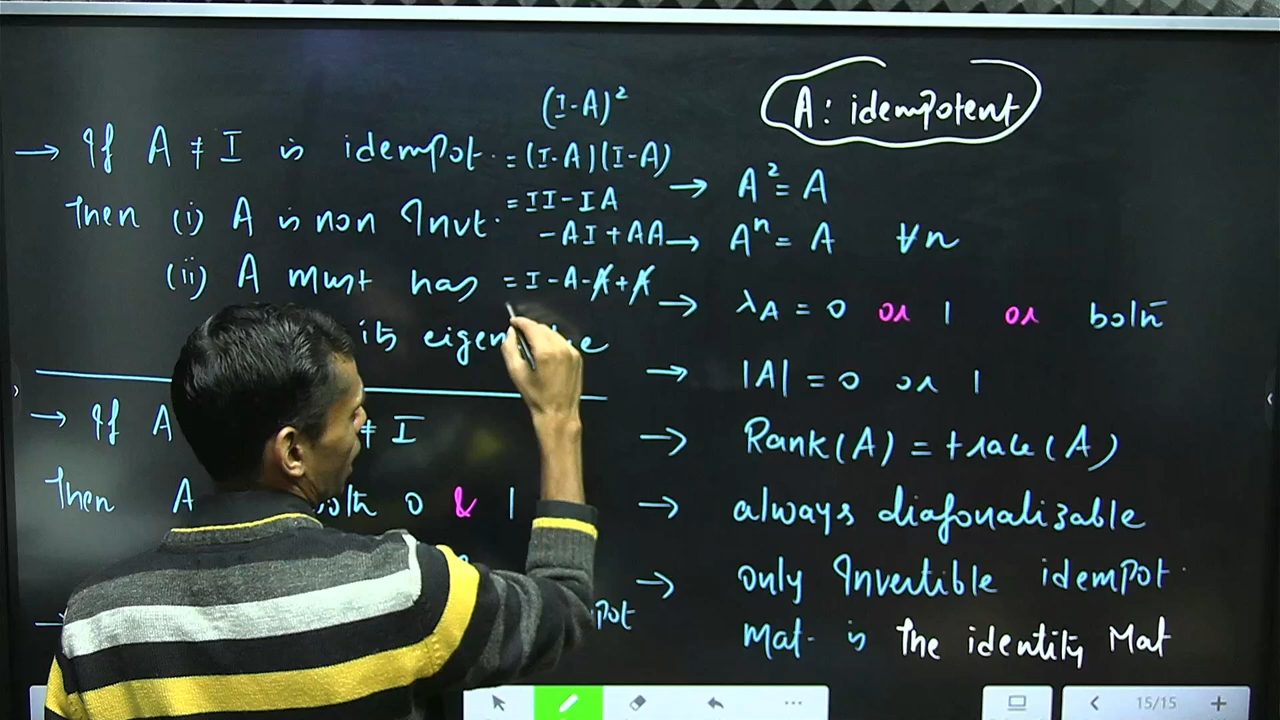 (I-A)²
→ If A ≠ I is idempot. = (I-A)(I-A)
Then (i) A is non Invt. = II - IA
- AI + AA
(ii) A must has = I - A - A + A
its eigen
→ If A ≠ I
Then A both 0 & 1
pot
A: idempotent
→ A² = A
→ Aⁿ = A ∀n
→ λA = 0 or 1 or both
→ |A| = 0 or 1
→ Rank(A) = trace(A)
→ always diagonalizable
→ only Invertible idempot.
Mat. is the identity Mat
15/15